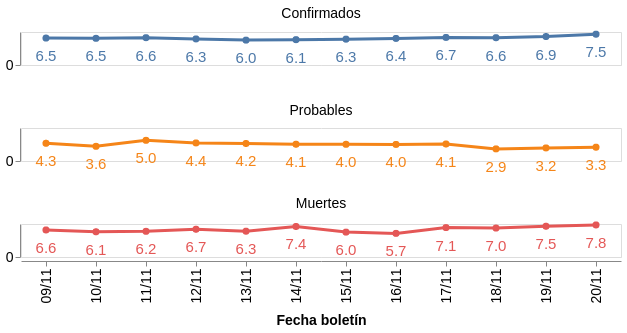 Confirmados
0 6.5 6.5 6.6 6.3 6.0 6.1 6.3 6.4 6.7 6.6 6.9 7.5
Probables
0 4.3 3.6 5.0 4.4 4.2 4.1 4.0 4.0 4.1 2.9 3.2 3.3
Muertes
0 6.6 6.1 6.2 6.7 6.3 7.4 6.0 5.7 7.1 7.0 7.5 7.8
09/11 10/11 11/11 12/11 13/11 14/11 15/11 16/11 17/11 18/11 19/11 20/11
Fecha boletín